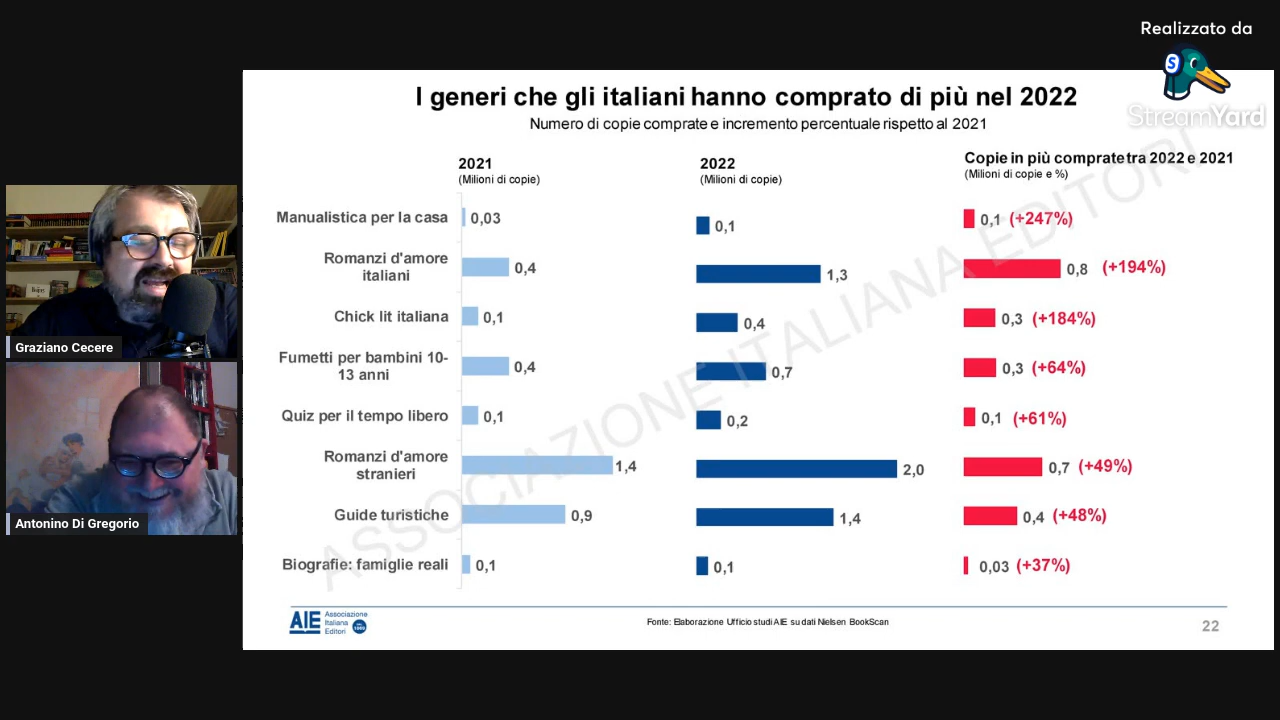 Realizzato da
StreamYard
I generi che gli italiani hanno comprato di più nel 2022
Numero di copie comprate e incremento percentuale rispetto al 2021
2021
(Milioni di copie)
2022
(Milioni di copie)
Copie in più comprate tra 2022 e 2021
(Milioni di copie e %)
Manualistica per la casa
0,03
0,1
0,1 (+247%)
Romanzi d'amore
italiani
0,4
1,3
0,8 (+194%)
Chick lit italiana
0,1
0,4
0,3 (+184%)
Fumetti per bambini 10-
13 anni
0,4
0,7
0,3 (+64%)
Quiz per il tempo libero
0,1
0,2
0,1 (+61%)
Romanzi d'amore
stranieri
1,4
2,0
0,7 (+49%)
Guide turistiche
0,9
1,4
0,4 (+48%)
Biografie: famiglie reali
0,1
0,1
0,03 (+37%)
ASSOCIAZIONE ITALIANA EDITORI
AIE
Associazione
Italiana
Editori
Fonte: Elaborazione Ufficio studi AIE su dati Nielsen BookScan
22
Graziano Cecere
Antonino Di Gregorio